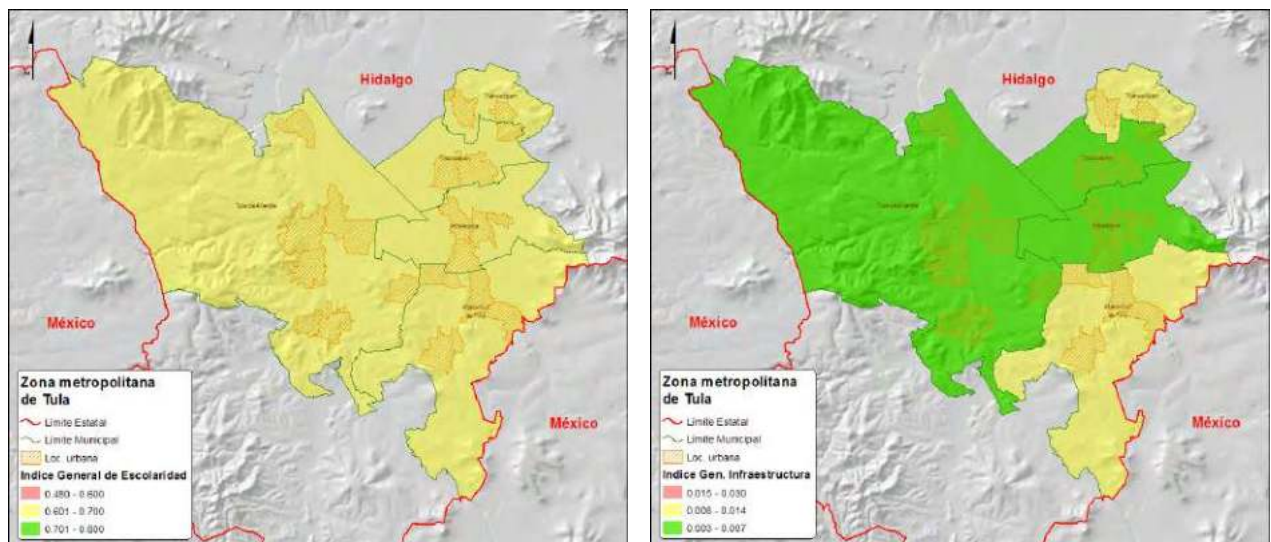 Hidalgo
México
México
Zona metropolitana
de Tula
Límite Estatal
Límite Municipal
Loc. urbana
Indice General de Escolaridad
0.480 - 0.600
0.601 - 0.700
0.701 - 0.800
Hidalgo
México
México
Zona metropolitana
de Tula
Límite Estatal
Límite Municipal
Loc. urbana
Indice Gen. Infraestructura
0.015 - 0.030
0.008 - 0.014
0.003 - 0.007